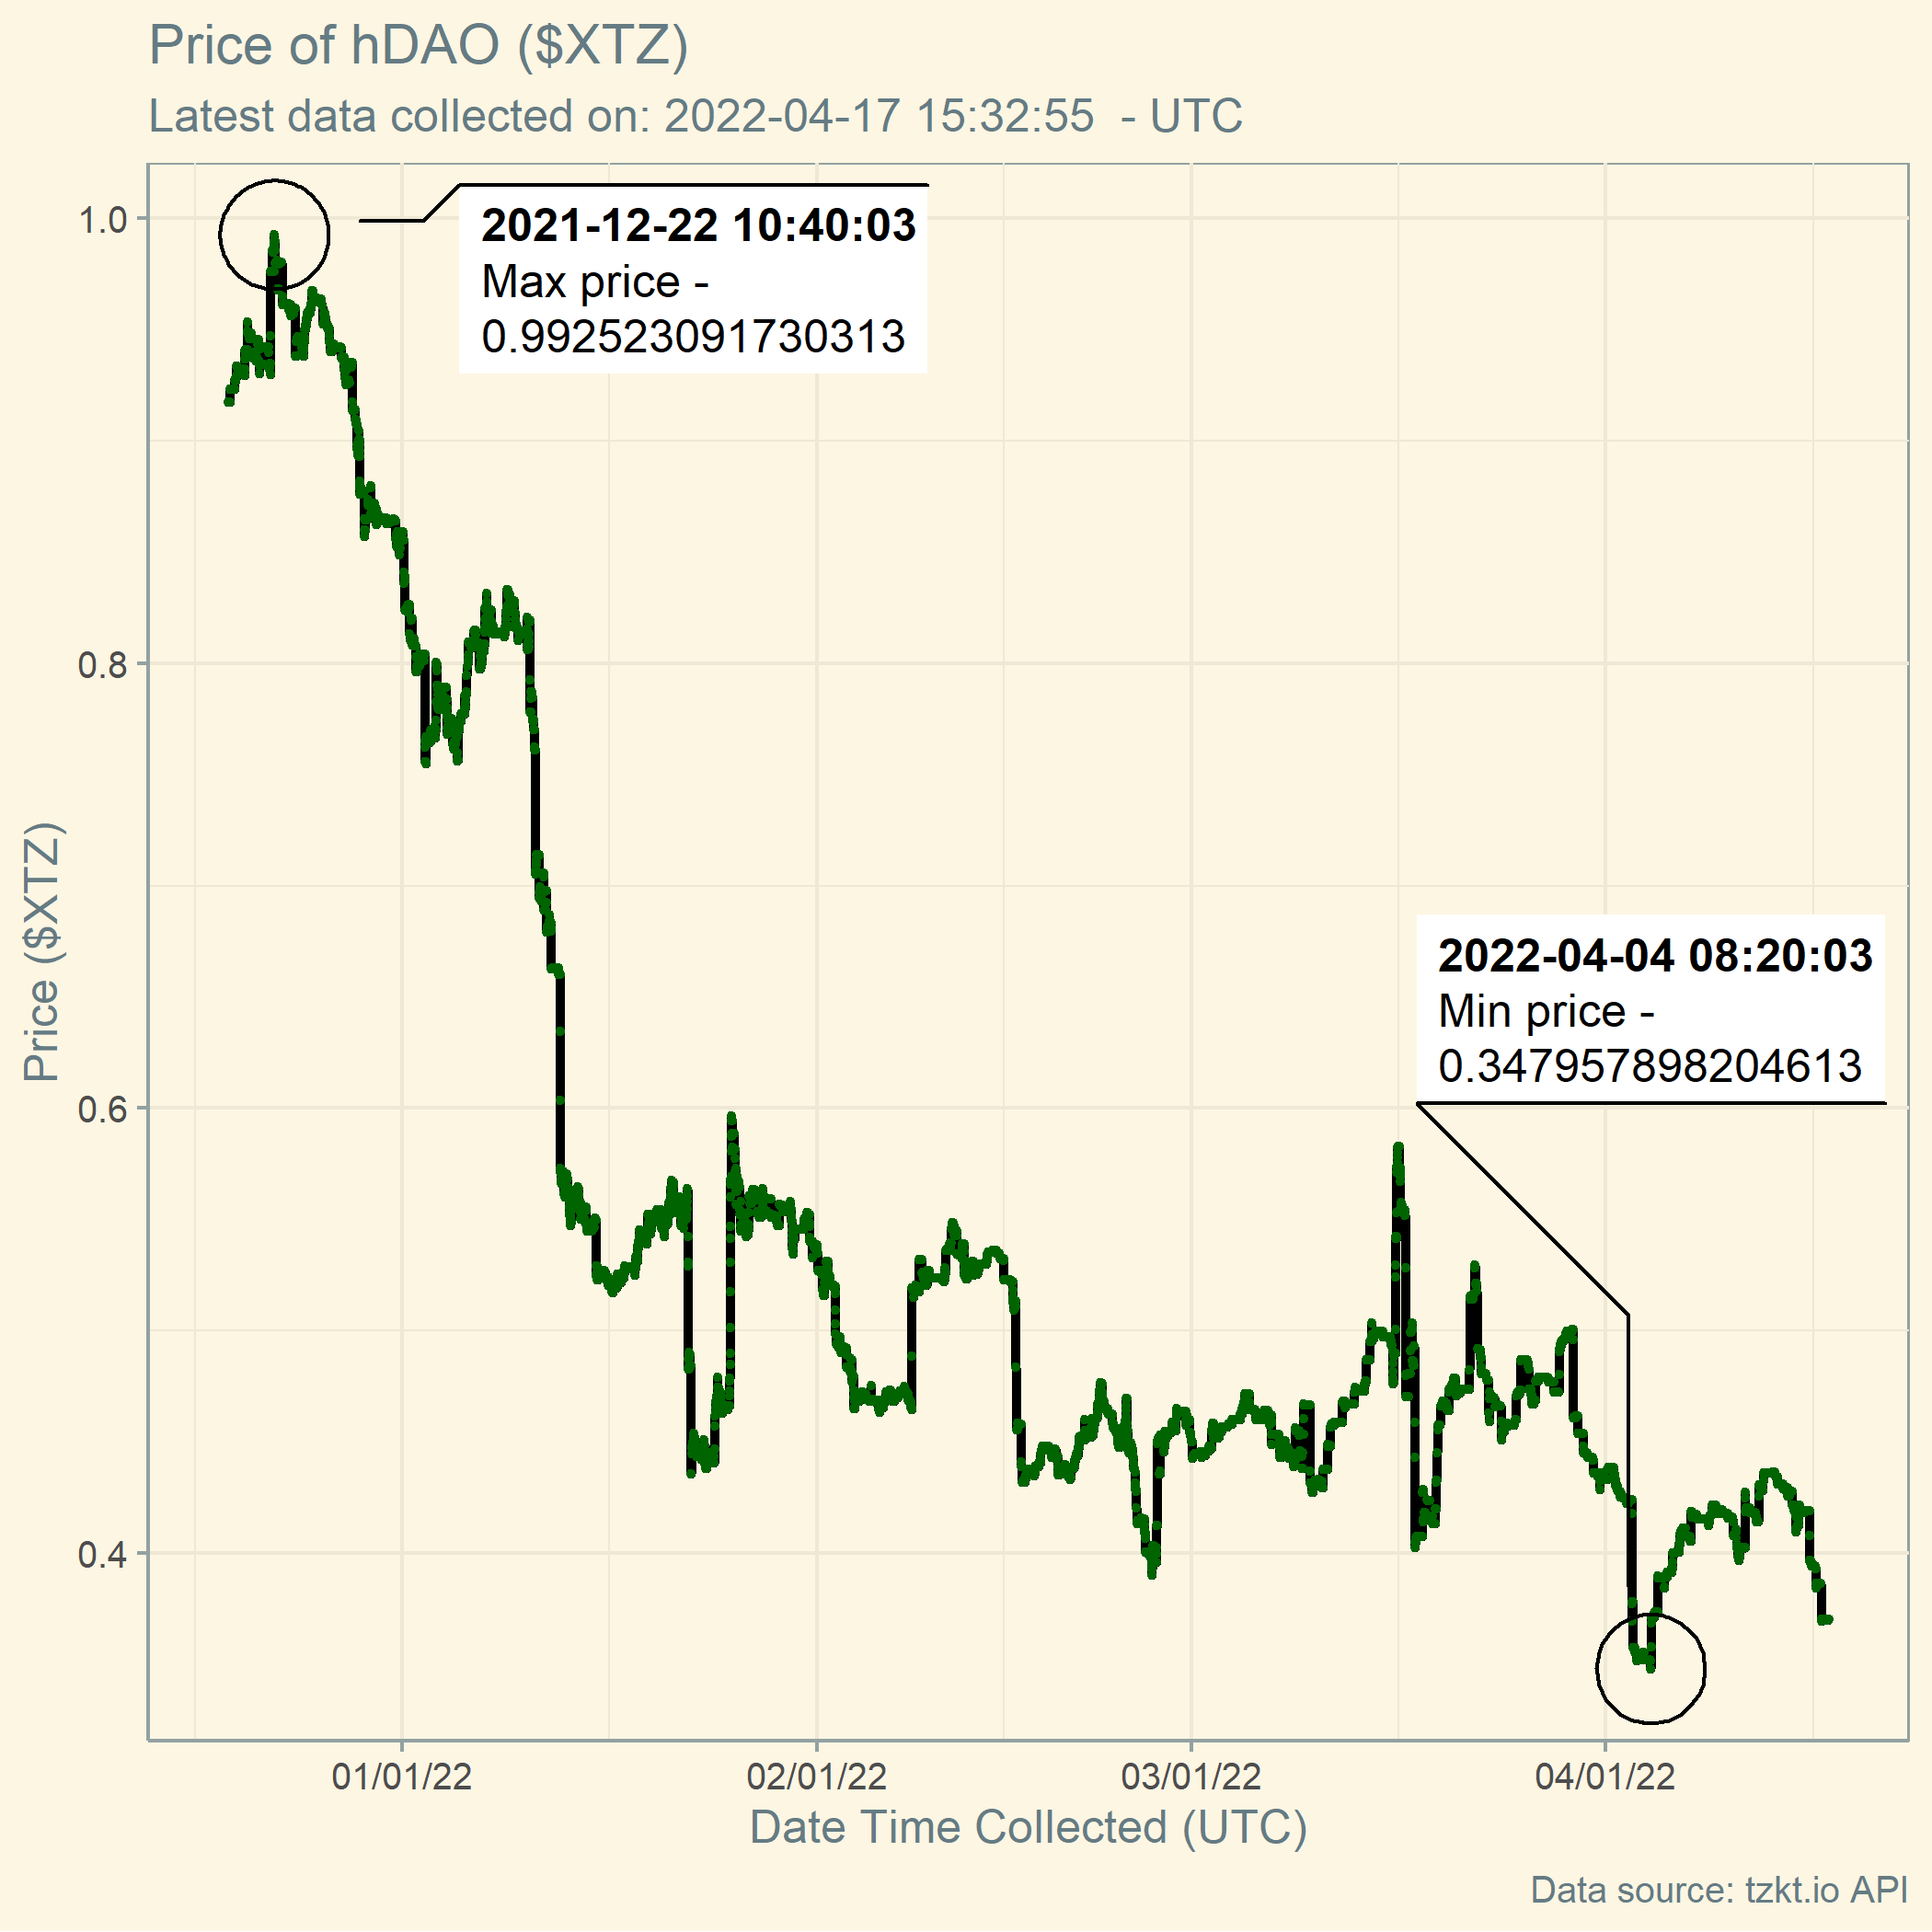 Price of hDAO ($XTZ)
Latest data collected on: 2022-04-17 15:32:55  - UTC
1.0
2021-12-22 10:40:03
Max price -
0.992523091730313
0.8
Price ($XTZ)
2022-04-04 08:20:03
Min price -
0.347957898204613
0.6
0.4
01/01/22 02/01/22 03/01/22 04/01/22
Date Time Collected (UTC)
Data source: tzkt.io API